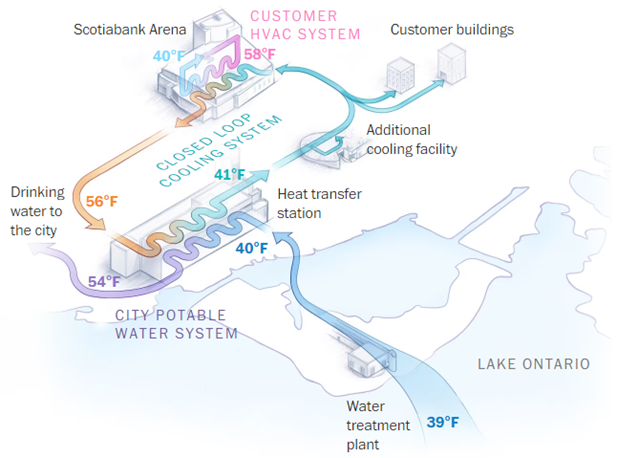 Scotiabank Arena
CUSTOMER
HVAC SYSTEM
Customer buildings
40°F
58°F
CLOSED LOOP
COOLING SYSTEM
Additional
cooling facility
41°F
Drinking
water to
the city
56°F
Heat transfer
station
40°F
54°F
CITY POTABLE
WATER SYSTEM
LAKE ONTARIO
Water
treatment
plant
39°F